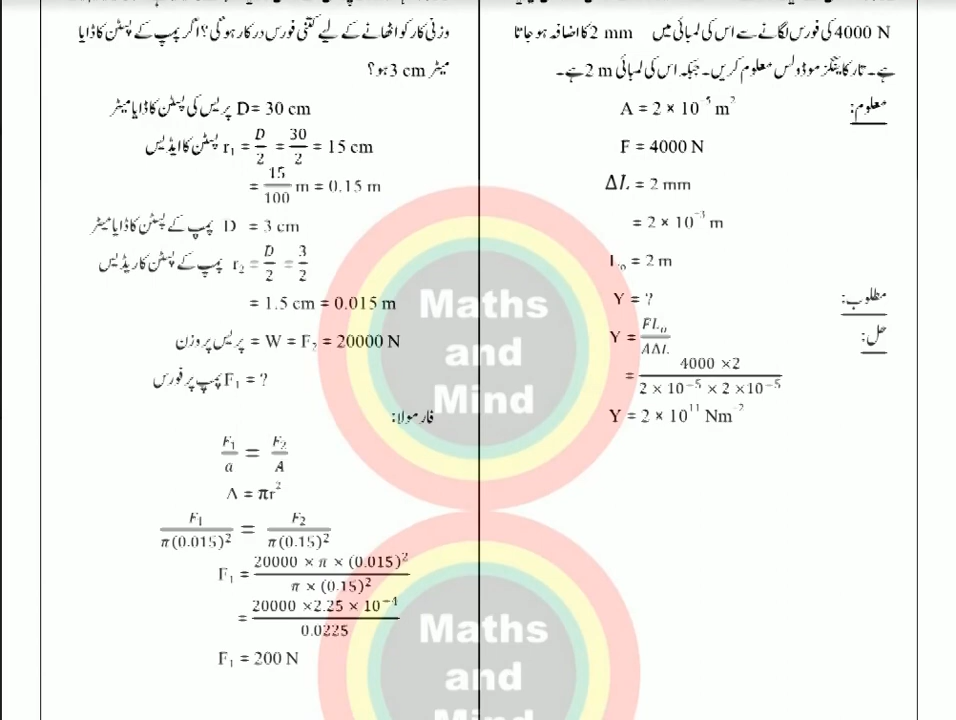 4000 N کی فورس لگانے سے اس کی لمبائی میں 2 mm کا اضافہ ہو جاتا
ہے۔ تار کا ینگز موڈولس معلوم کریں۔ جبکہ اس کی لمبائی 2 m ہے۔
معلوم: A = 2 × 10⁻⁵ m²
F = 4000 N
ΔL = 2 mm
= 2 × 10⁻³ m
L₀ = 2 m
مطلوب: Y = ?
حل: Y = FL₀ / AΔL
= 4000 ×2 / 2 × 10⁻⁵ × 2 ×10⁻⁵
Y = 2 × 10¹¹ Nm⁻²
وزنی کار کو اٹھانے کے لیے کتنی فورس درکار ہو گی؟ اگر پمپ کے پسٹن کا ڈایا
میٹر 3 cm ہو؟
پریس کی پسٹن کا ڈایا میٹر D= 30 cm
پسٹن کا ریڈیس r₁ = D/2 = 30/2 = 15 cm
= 15/100 m = 0.15 m
پمپ کے پسٹن کا ڈایا میٹر D = 3 cm
پمپ کے پسٹن کا ریڈیس r₂ = D/2 = 3/2
= 1.5 cm = 0.015 m
پریس پر وزن = W = F₂ = 20000 N
پمپ پر فورس F₁ = ?
فارمولا:
F₁/a = F₂/A
A = πr²
F₁ / π(0.015)² = F₂ / π(0.15)²
F₁ = 20000 × π × (0.015)² / π × (0.15)²
= 20000 ×2.25 × 10⁻⁴ / 0.0225
F₁ = 200 N
Maths
and
Mind
Maths
and